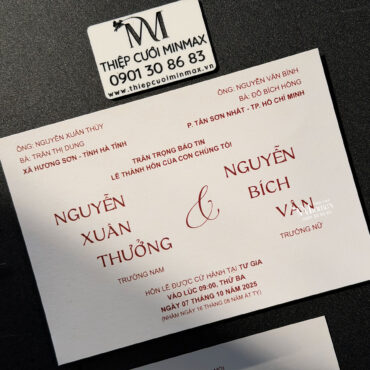 THIỆP CƯỚI MINMAX
0901 30 86 83
www.thiepcuoiminmax.vn
ÔNG: NGUYỄN XUÂN THỦY
BÀ: TRẦN THỊ DUNG
XÃ HƯƠNG SƠN - TỈNH HÀ TĨNH
ÔNG: NGUYỄN VĂN BÌNH
BÀ: ĐỖ BÍCH HỒNG
P. TÂN SƠN NHẤT - TP. HỒ CHÍ MINH
TRÂN TRỌNG BÁO TIN
LỄ THÀNH HÔN CỦA CON CHÚNG TÔI
NGUYỄN
XUÂN
THƯỞNG
TRƯỞNG NAM
&
NGUYỄN
BÍCH
VÂN
TRƯỞNG NỮ
HÔN LỄ ĐƯỢC CỬ HÀNH TẠI TƯ GIA
VÀO LÚC 09:00, THỨ BA
NGÀY 07 THÁNG 10 NĂM 2025
(NHẰM NGÀY 16 THÁNG 08 NĂM ẤT TỴ)